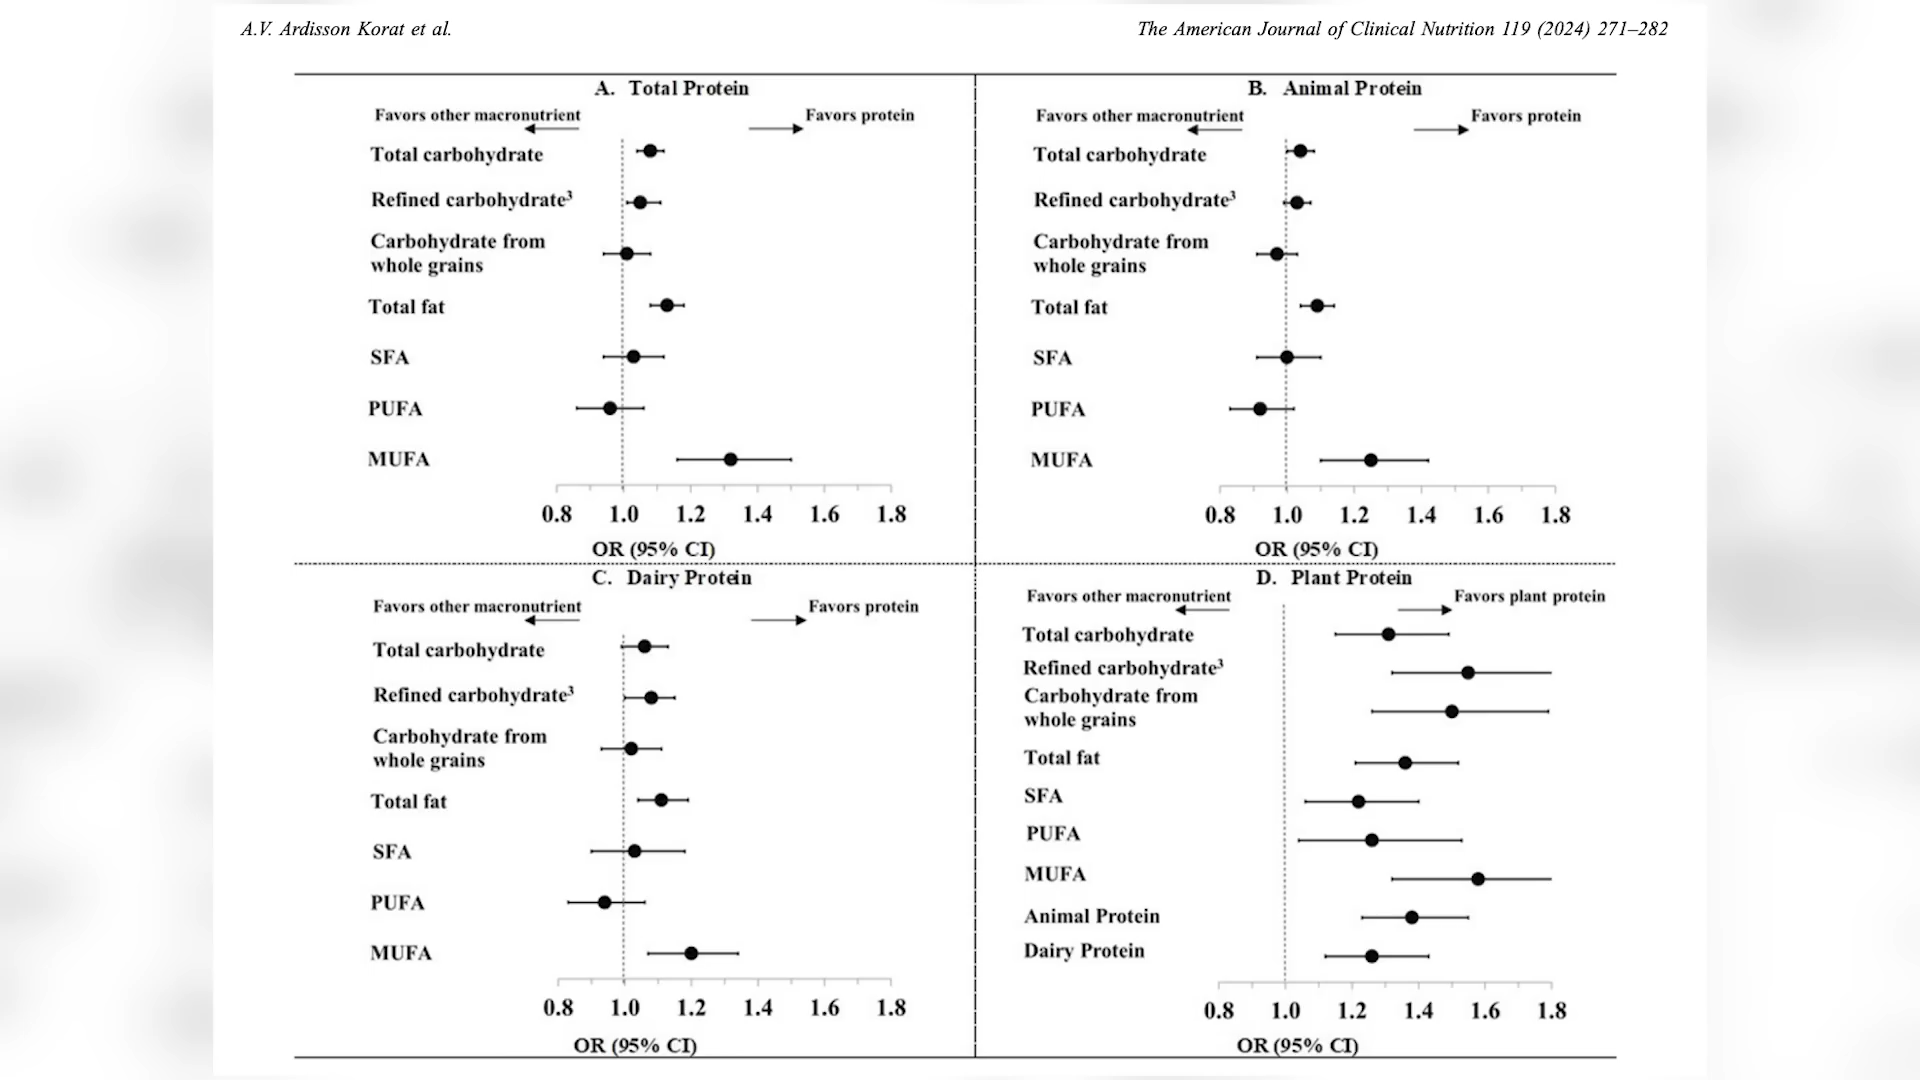 A.V. Ardisson Korat et al.
The American Journal of Clinical Nutrition 119 (2024) 271–282
A. Total Protein
Favors other macronutrient
Favors protein
Total carbohydrate
Refined carbohydrate³
Carbohydrate from
whole grains
Total fat
SFA
PUFA
MUFA
0.8 1.0 1.2 1.4 1.6 1.8
OR (95% CI)
B. Animal Protein
Favors other macronutrient
Favors protein
Total carbohydrate
Refined carbohydrate³
Carbohydrate from
whole grains
Total fat
SFA
PUFA
MUFA
0.8 1.0 1.2 1.4 1.6 1.8
OR (95% CI)
C. Dairy Protein
Favors other macronutrient
Favors protein
Total carbohydrate
Refined carbohydrate³
Carbohydrate from
whole grains
Total fat
SFA
PUFA
MUFA
0.8 1.0 1.2 1.4 1.6 1.8
OR (95% CI)
D. Plant Protein
Favors other macronutrient
Favors plant protein
Total carbohydrate
Refined carbohydrate³
Carbohydrate from
whole grains
Total fat
SFA
PUFA
MUFA
Animal Protein
Dairy Protein
0.8 1.0 1.2 1.4 1.6 1.8
OR (95% CI)